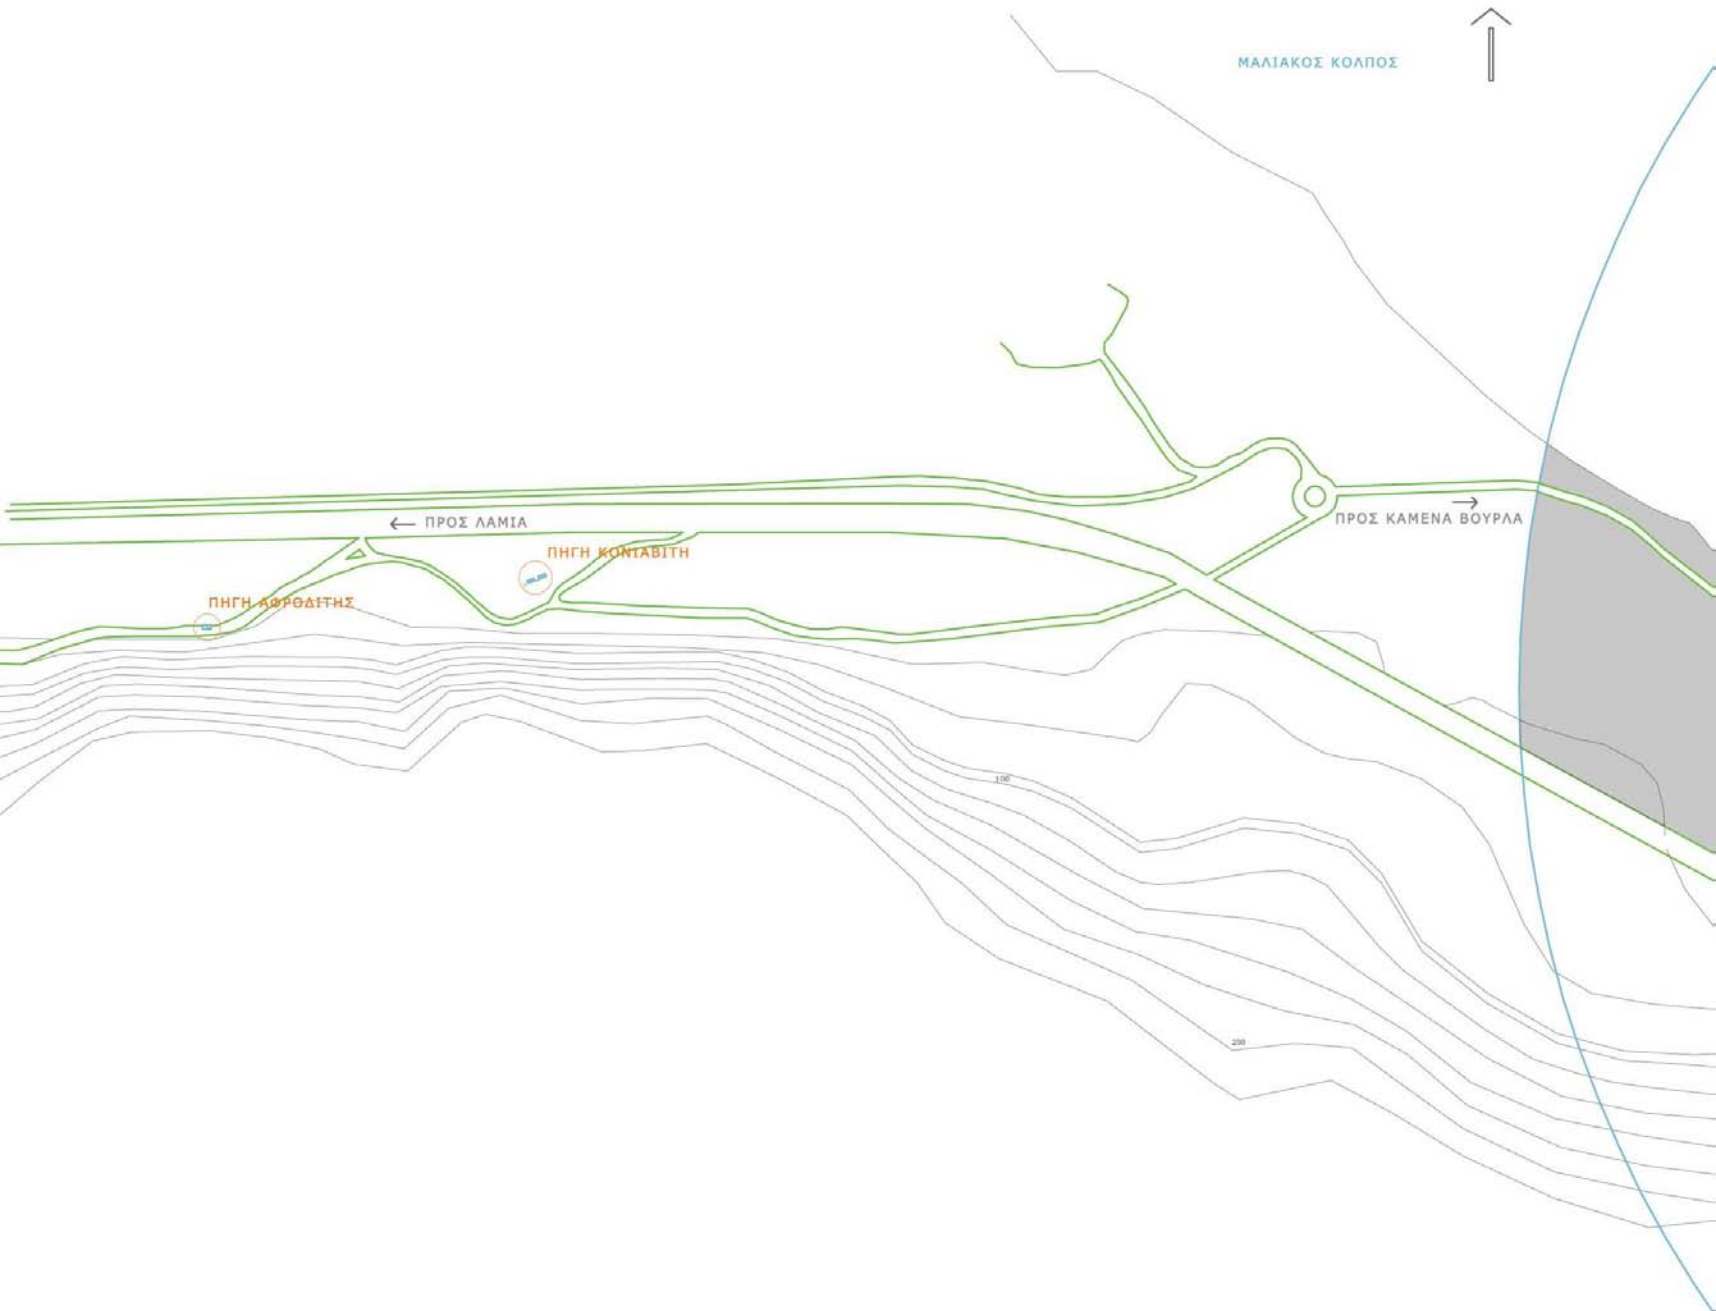 ΜΑΛΙΑΚΟΣ ΚΟΛΠΟΣ
ΠΡΟΣ ΛΑΜΙΑ
ΠΡΟΣ ΚΑΜΕΝΑ ΒΟΥΡΛΑ
ΠΗΓΗ ΚΟΝΙΑΒΙΤΗ
ΠΗΓΗ ΑΦΡΟΔΙΤΗΣ
100
200